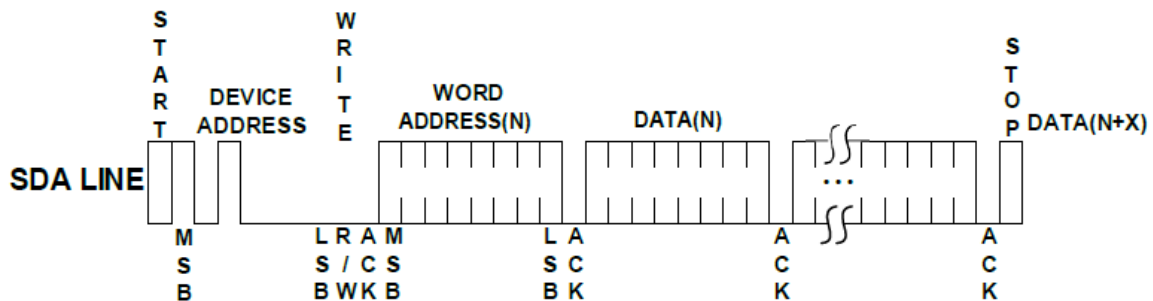 START
WRITE
STOP
DEVICE
ADDRESS
WORD
ADDRESS(N)
DATA(N)
DATA(N+X)
SDA LINE
...
MSB
LSB
R/W
ACK
MSB
LSB
ACK
ACK
ACK